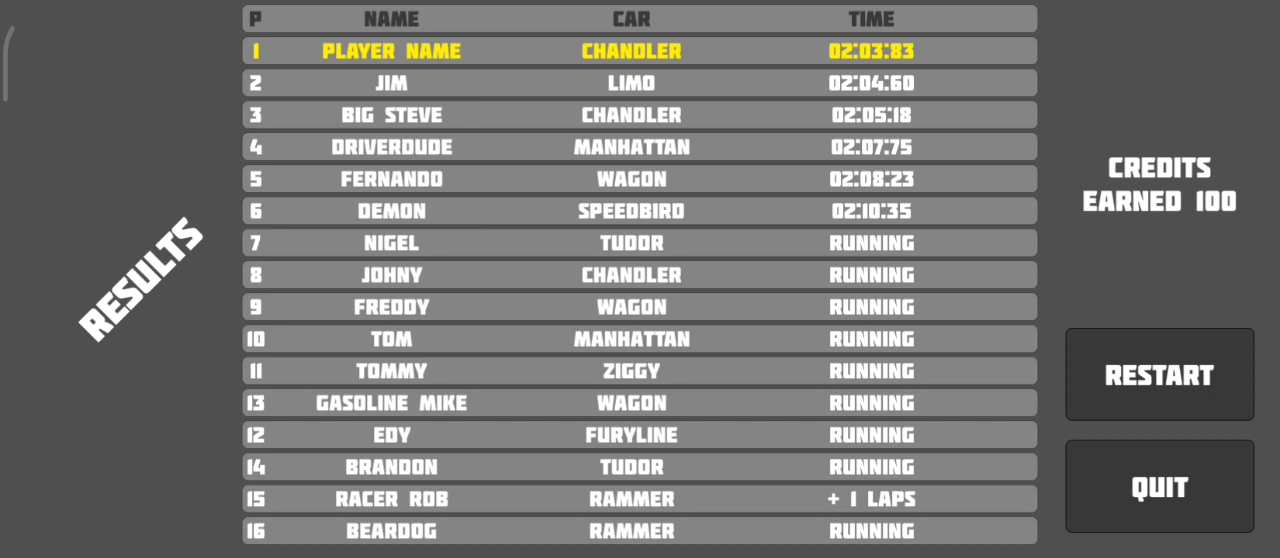 P NAME CAR TIME
1 PLAYER NAME CHANDLER 02:03:83
2 JIM LIMO 02:04:60
3 BIG STEVE CHANDLER 02:05:18
4 DRIVERDUDE MANHATTAN 02:07:75
5 FERNANDO WAGON 02:08:23
6 DEMON SPEEDBIRD 02:10:35
7 NIGEL TUDOR RUNNING
8 JOHNY CHANDLER RUNNING
9 FREDDY WAGON RUNNING
10 TOM MANHATTAN RUNNING
11 TOMMY ZIGGY RUNNING
13 GASOLINE MIKE WAGON RUNNING
12 EDY FURYLINE RUNNING
14 BRANDON TUDOR RUNNING
15 RACER ROB RAMMER + 1 LAPS
16 BEARDOG RAMMER RUNNING
RESULTS
CREDITS
EARNED 100
RESTART
QUIT